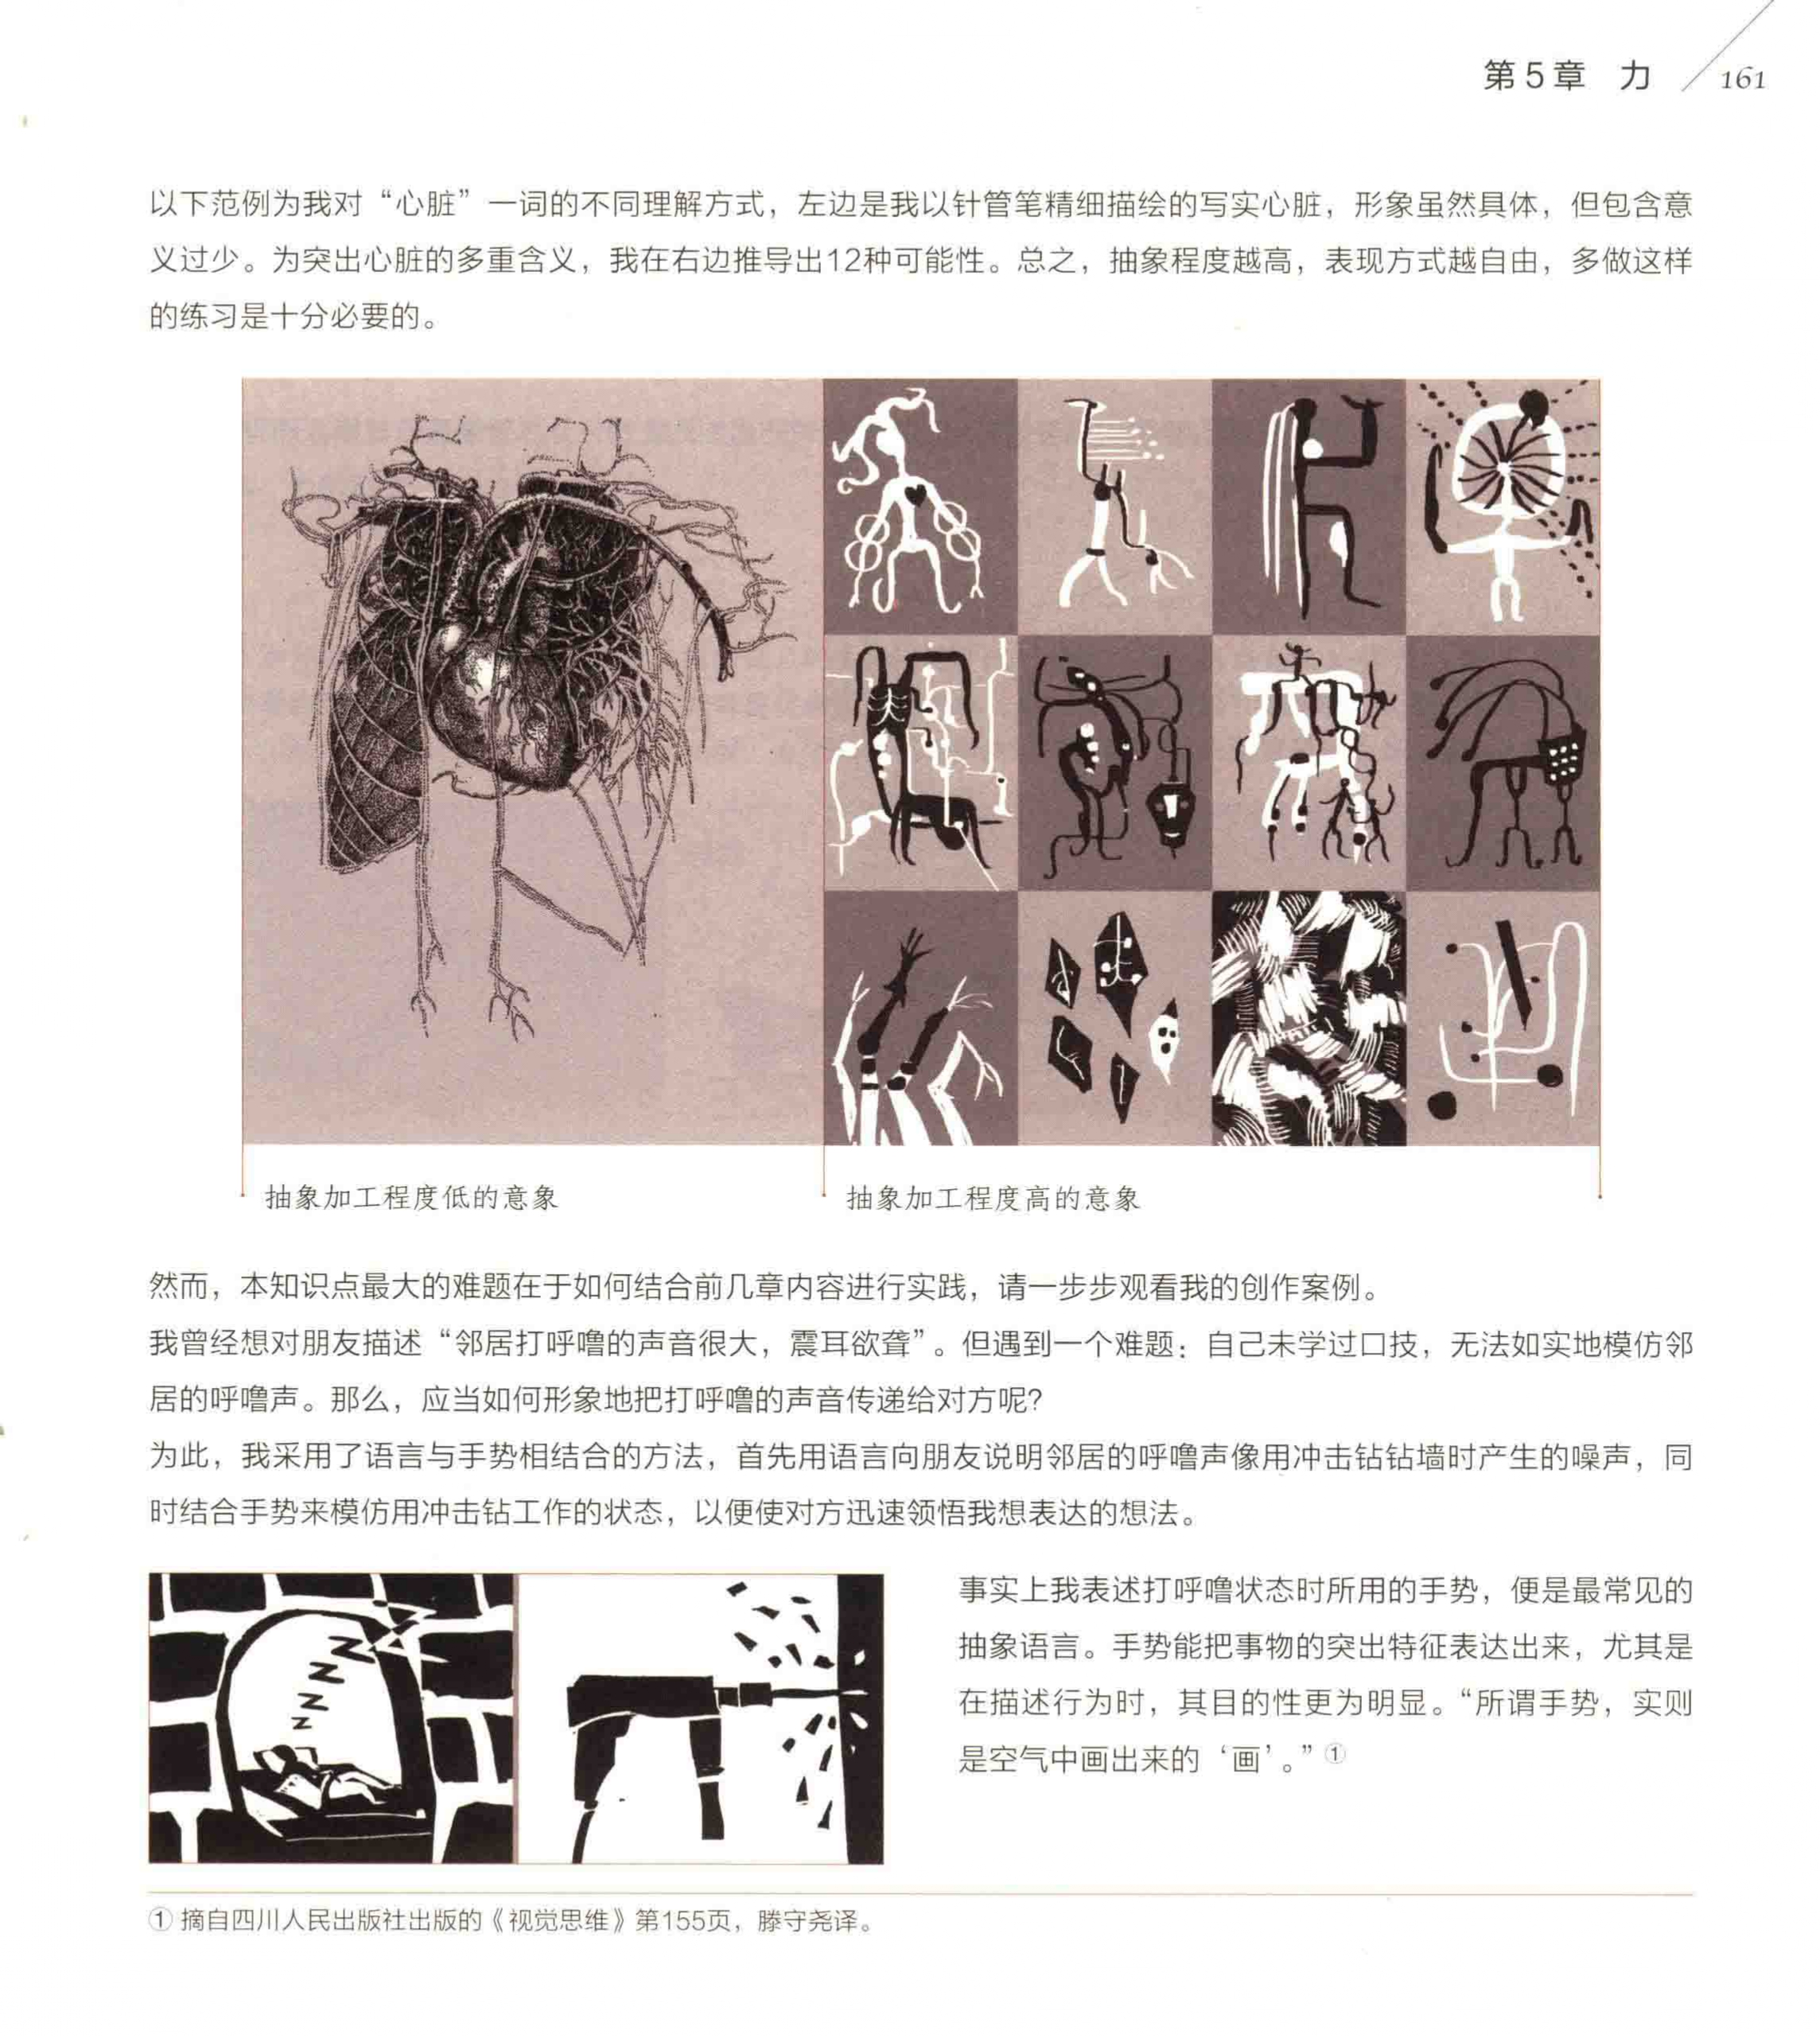 第5章 力 161
以下范例为我对“心脏”一词的不同理解方式，左边是我以针管笔精细描绘的写实心脏，形象虽然具体，但包含意
义过少。为突出心脏的多重含义，我在右边推导出12种可能性。总之，抽象程度越高，表现方式越自由，多做这样
的练习是十分必要的。
抽象加工程度低的意象
抽象加工程度高的意象
然而，本知识点最大的难题在于如何结合前几章内容进行实践，请一步步观看我的创作案例。
我曾经想对朋友描述“邻居打呼噜的声音很大，震耳欲聋”。但遇到一个难题：自己未学过口技，无法如实地模仿邻
居的呼噜声。那么，应当如何形象地把打呼噜的声音传递给对方呢？
为此，我采用了语言与手势相结合的方法，首先用语言向朋友说明邻居的呼噜声像用冲击钻钻墙时产生的噪声，同
时结合手势来模仿用冲击钻工作的状态，以便使对方迅速领悟我想表达的想法。
Z
Z
Z
Z
事实上我表述打呼噜状态时所用的手势，便是最常见的
抽象语言。手势能把事物的突出特征表达出来，尤其是
在描述行为时，其目的性更为明显。“所谓手势，实则
是空气中画出来的‘画’。”①
① 摘自四川人民出版社出版的《视觉思维》第155页，滕守尧译。